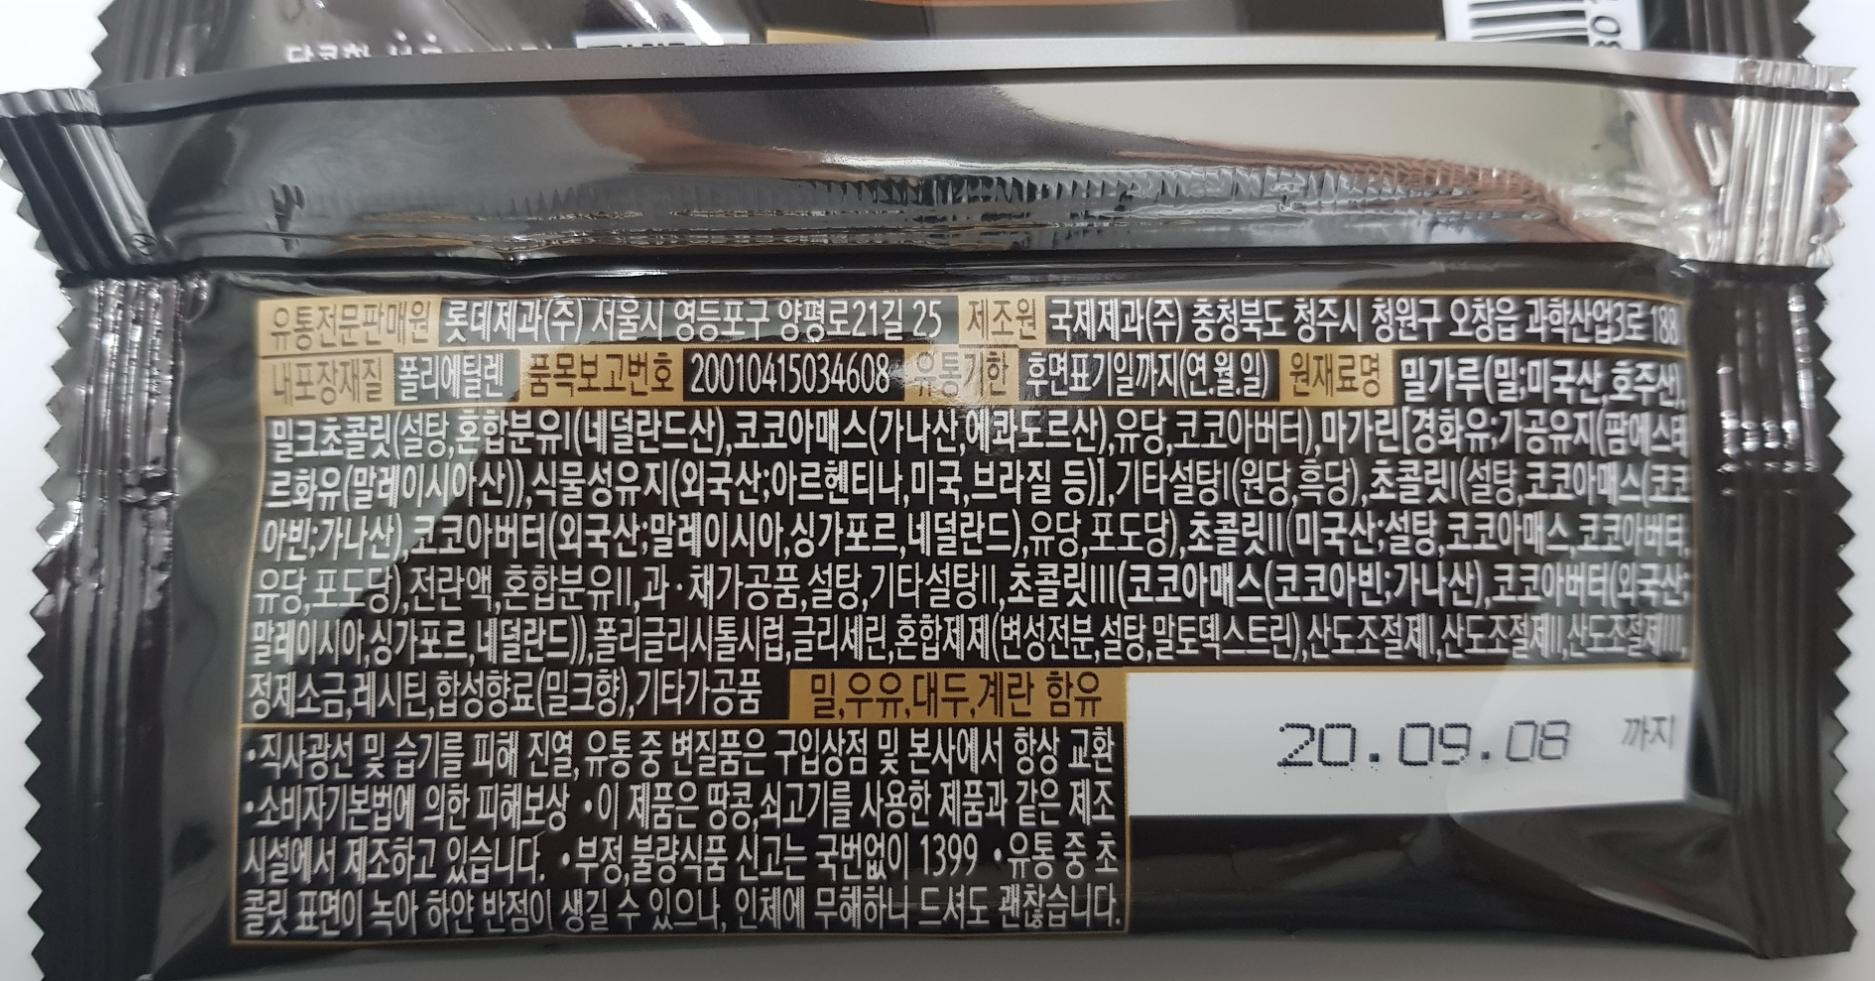 유통전문판매원 롯데제과(주) 서울시 영등포구 양평로21길 25 제조원 국제제과(주) 충청북도 청주시 청원구 오창읍 과학산업3로 188
내포장재질 폴리에틸렌 품목보고번호 20010415034608 유통기한 후면표기일까지(연.월.일) 원재료명 밀가루(밀;미국산,호주산),
밀크초콜릿(설탕,혼합분유I(네덜란드산),코코아매스(가나산,에콰도르산),유당,코코아버터),마가린[경화유;가공유지(팜에스테
르화유(말레이시아산)),식물성유지(외국산;아르헨티나,미국,브라질 등)],기타설탕I(원당,흑당),초콜릿I(설탕,코코아매스(코코
아빈;가나산),코코아버터(외국산;말레이시아,싱가포르,네덜란드),유당,포도당),초콜릿II(미국산;설탕,코코아매스,코코아버터,
유당,포도당),전란액,혼합분유II,과·채가공품,설탕,기타설탕II,초콜릿III(코코아매스(코코아빈;가나산),코코아버터(외국산;
말레이시아,싱가포르,네덜란드)),폴리글리시톨시럽,글리세린,혼합제제(변성전분,설탕,말토덱스트린),산도조절제I,산도조절제II,산도조절제III,
정제소금,레시틴,합성향료(밀크향),기타가공품 밀,우유,대두,계란 함유
20.09.08 까지
•직사광선 및 습기를 피해 진열,유통 중 변질품은 구입상점 및 본사에서 항상 교환
•소비자기본법에 의한 피해보상 •이 제품은 땅콩,쇠고기를 사용한 제품과 같은 제조
시설에서 제조하고 있습니다. •부정,불량식품 신고는 국번없이 1399 •유통 중 초
콜릿 표면이 녹아 하얀 반점이 생길 수 있으나, 인체에 무해하니 드셔도 괜찮습니다.